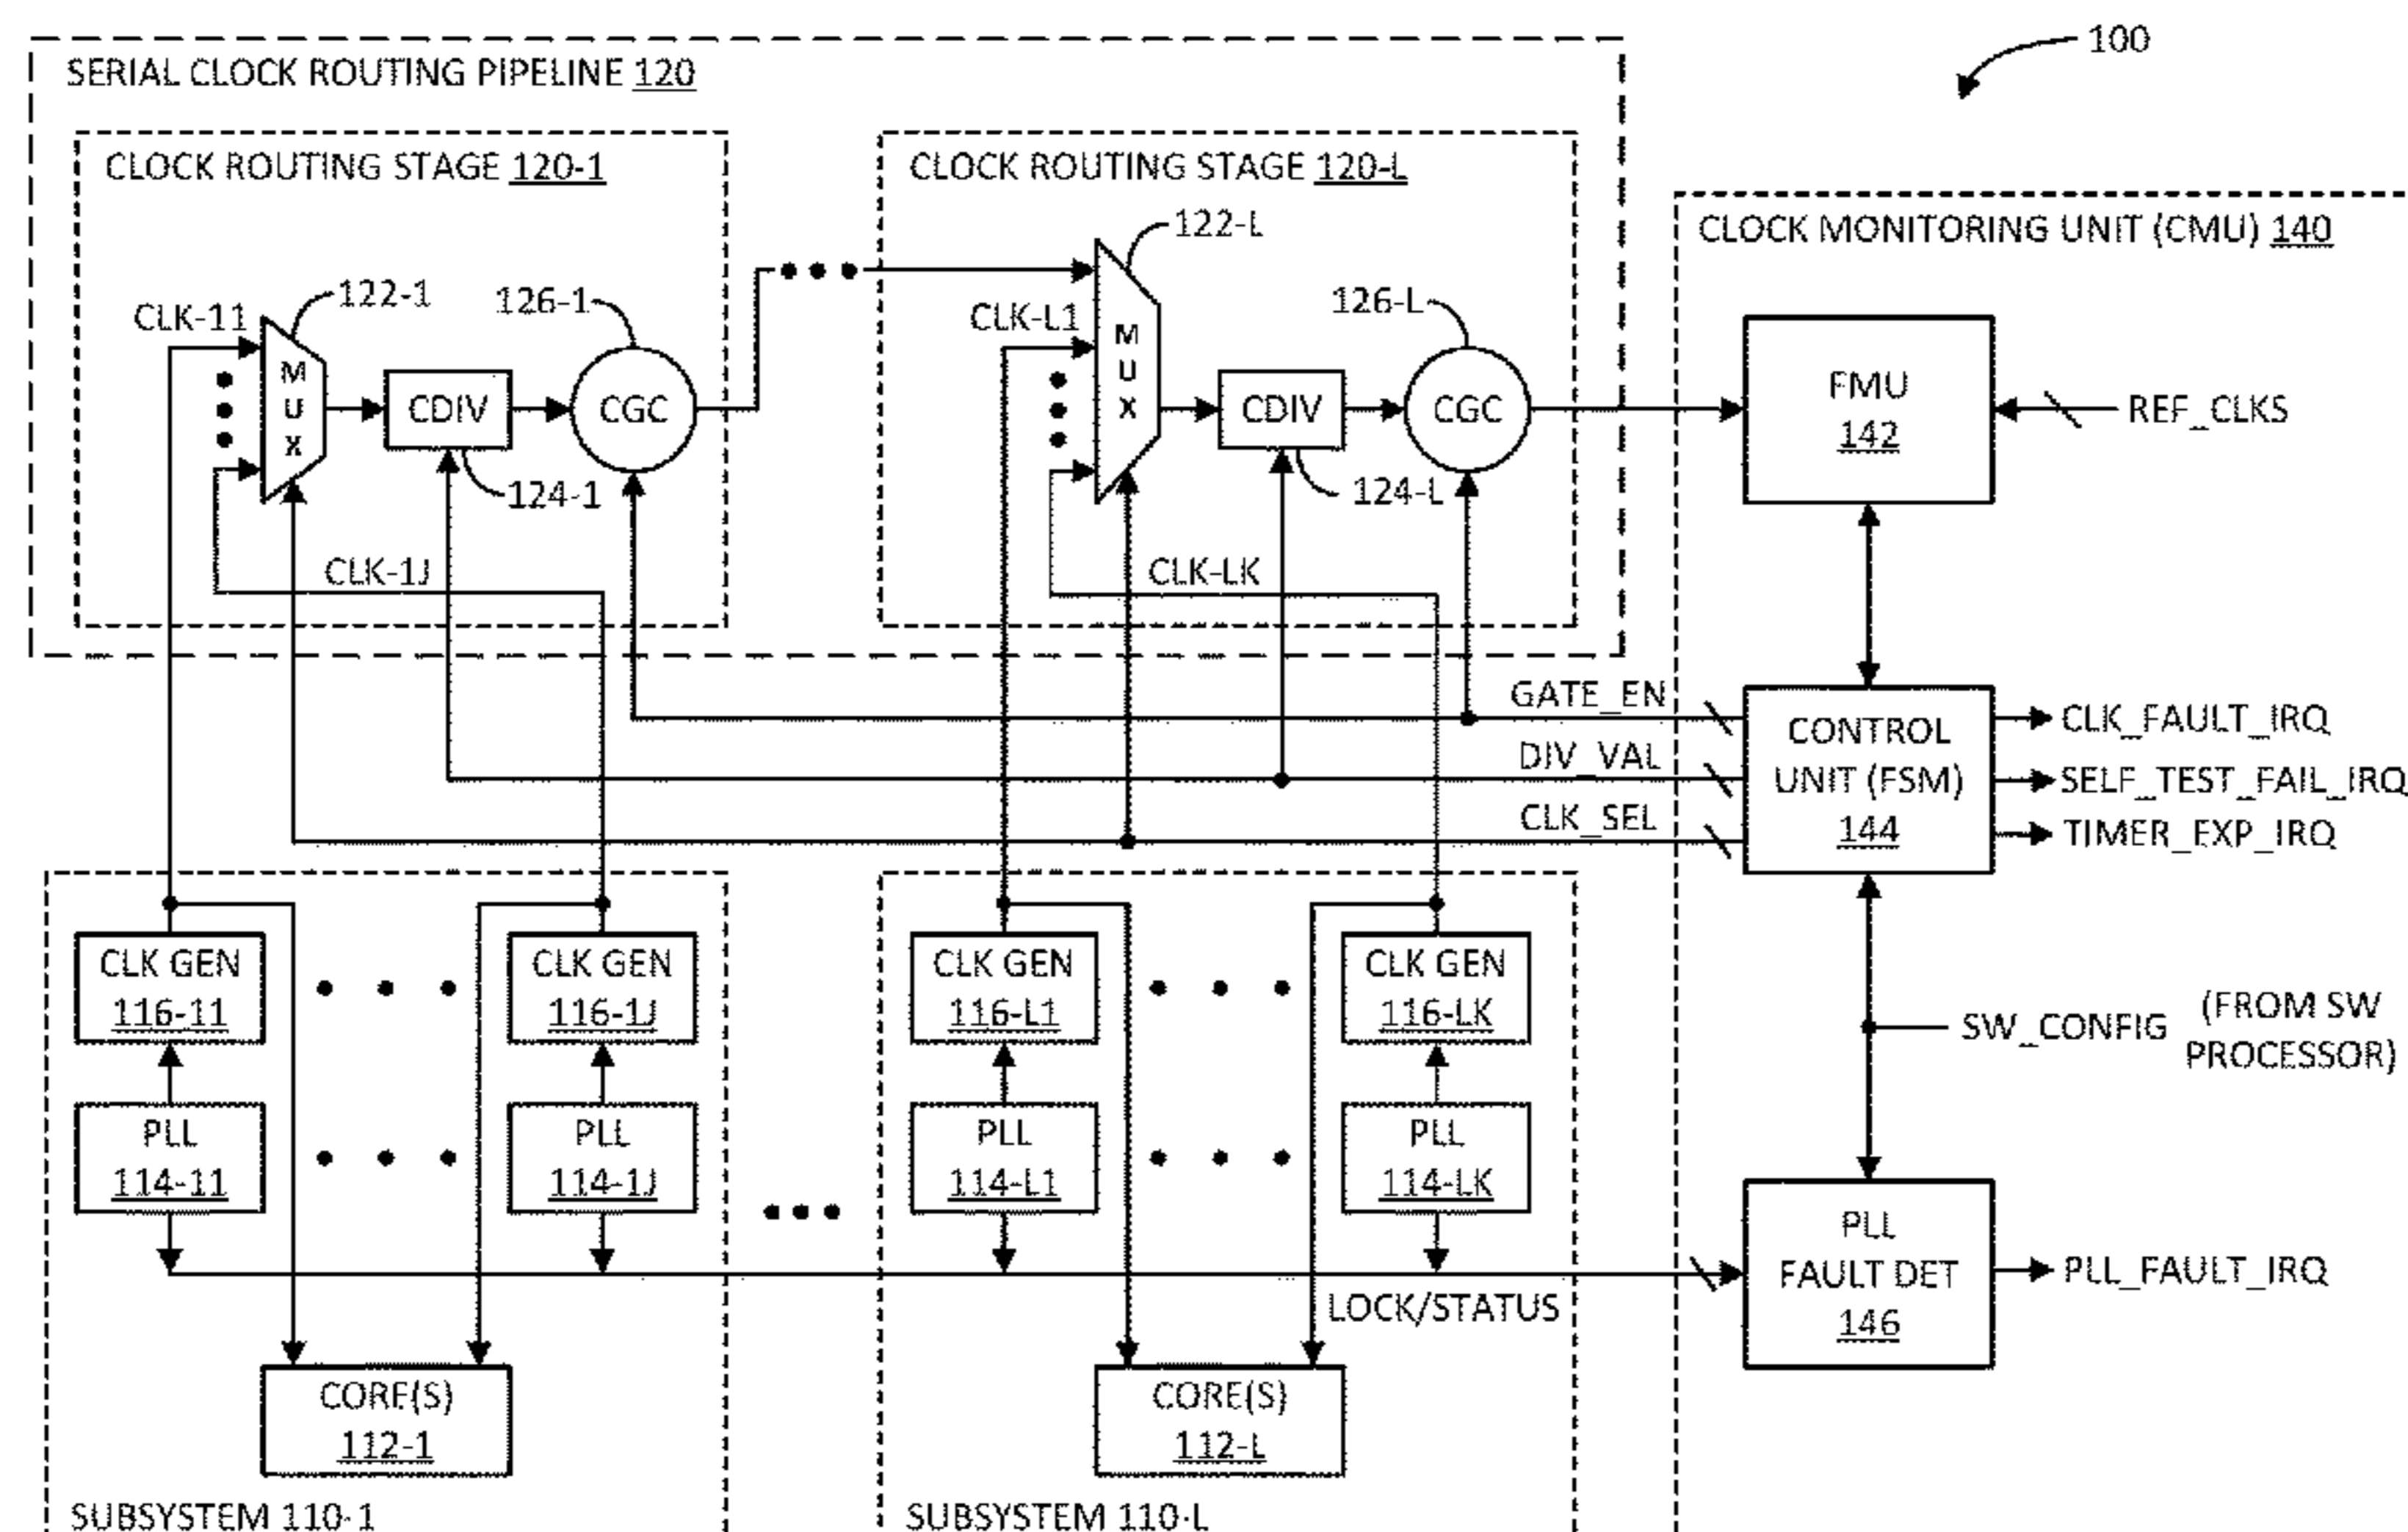 100
SERIAL CLOCK ROUTING PIPELINE 120
CLOCK ROUTING STAGE 120-1
CLOCK ROUTING STAGE 120-L
CLOCK MONITORING UNIT (CMU) 140
122-1
126-1
CLK-11
MUX
CDIV
CGC
124-1
CLK-1J
122-L
126-L
CLK-L1
MUX
CDIV
CGC
124-L
CLK-LK
FMU
142
REF_CLKS
GATE_EN
DIV_VAL
CLK_SEL
CONTROL
UNIT (FSM)
144
CLK_FAULT_IRQ
SELF_TEST_FAIL_IRQ
TIMER_EXP_IRQ
CLK GEN
116-11
CLK GEN
116-1J
CLK GEN
116-L1
CLK GEN
116-LK
SW_CONFIG
(FROM SW
PROCESSOR)
PLL
114-11
PLL
114-1J
PLL
114-L1
PLL
114-LK
LOCK/STATUS
PLL
FAULT DET
146
PLL_FAULT_IRQ
CORE(S)
112-1
CORE(S)
112-L
SUBSYSTEM 110-1
SUBSYSTEM 110-L